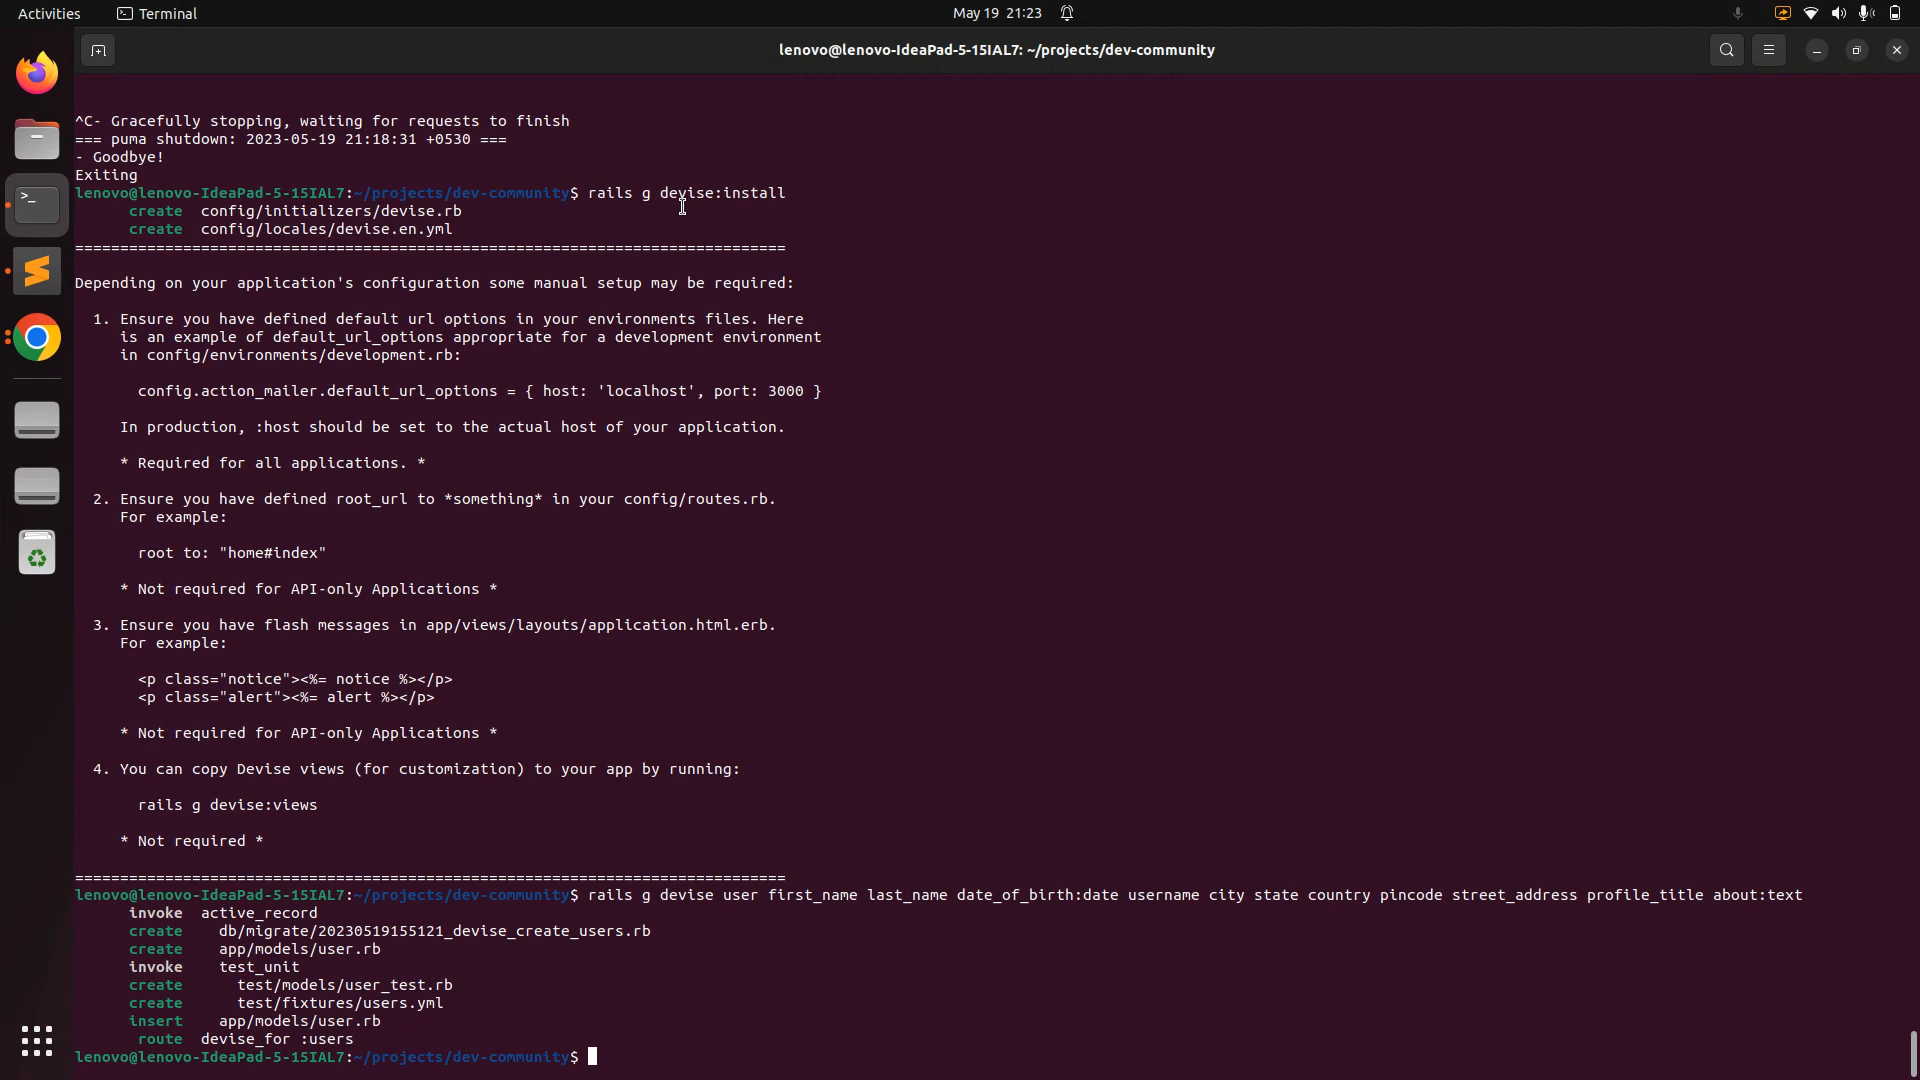 Activities
Terminal
May 19 21:23
lenovo@lenovo-IdeaPad-5-15IAL7: ~/projects/dev-community
^C- Gracefully stopping, waiting for requests to finish
=== puma shutdown: 2023-05-19 21:18:31 +0530 ===
- Goodbye!
Exiting
lenovo@lenovo-IdeaPad-5-15IAL7:~/projects/dev-community$ rails g devise:install
      create  config/initializers/devise.rb
      create  config/locales/devise.en.yml
===============================================================================
Depending on your application's configuration some manual setup may be required:
  1. Ensure you have defined default url options in your environments files. Here
     is an example of default_url_options appropriate for a development environment
     in config/environments/development.rb:
       config.action_mailer.default_url_options = { host: 'localhost', port: 3000 }
     In production, :host should be set to the actual host of your application.
     * Required for all applications. *
  2. Ensure you have defined root_url to *something* in your config/routes.rb.
     For example:
       root to: "home#index"
     * Not required for API-only Applications *
  3. Ensure you have flash messages in app/views/layouts/application.html.erb.
     For example:
       <p class="notice"><%= notice %></p>
       <p class="alert"><%= alert %></p>
     * Not required for API-only Applications *
  4. You can copy Devise views (for customization) to your app by running:
       rails g devise:views
     * Not required *
===============================================================================
lenovo@lenovo-IdeaPad-5-15IAL7:~/projects/dev-community$ rails g devise user first_name last_name date_of_birth:date username city state country pincode street_address profile_title about:text
      invoke  active_record
      create    db/migrate/20230519155121_devise_create_users.rb
      create    app/models/user.rb
      invoke    test_unit
      create      test/models/user_test.rb
      create      test/fixtures/users.yml
      insert    app/models/user.rb
       route  devise_for :users
lenovo@lenovo-IdeaPad-5-15IAL7:~/projects/dev-community$